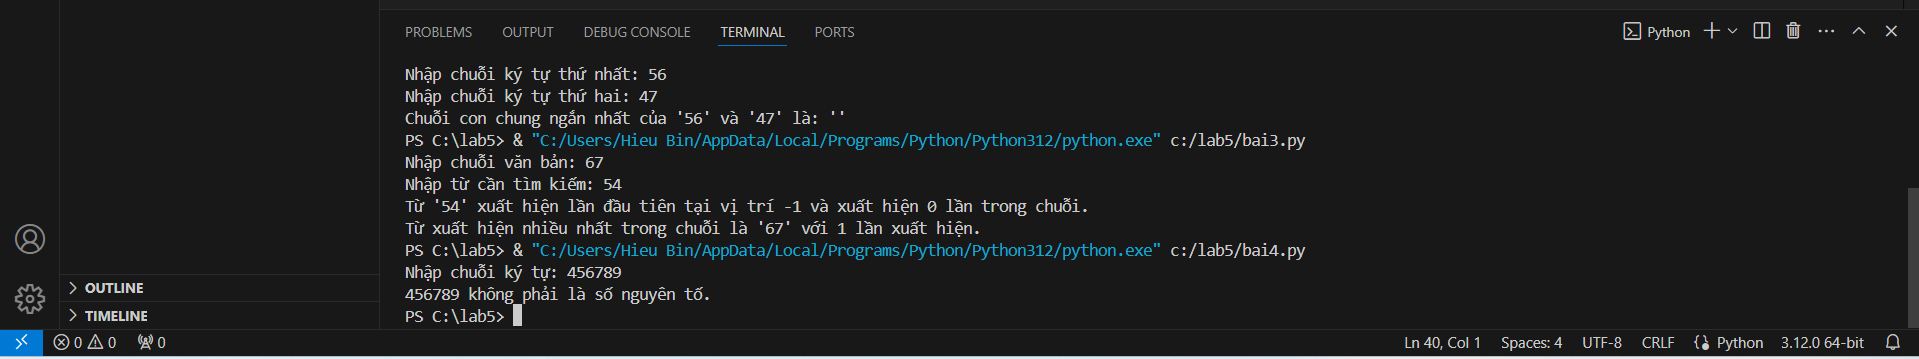 PROBLEMS OUTPUT DEBUG CONSOLE TERMINAL PORTS Python
Nhập chuỗi ký tự thứ nhất: 56
Nhập chuỗi ký tự thứ hai: 47
Chuỗi con chung ngắn nhất của '56' và '47' là: ''
PS C:\lab5> & "C:/Users/Hieu Bin/AppData/Local/Programs/Python/Python312/python.exe" c:/lab5/bai3.py
Nhập chuỗi văn bản: 67
Nhập từ cần tìm kiếm: 54
Từ '54' xuất hiện lần đầu tiên tại vị trí -1 và xuất hiện 0 lần trong chuỗi.
Từ xuất hiện nhiều nhất trong chuỗi là '67' với 1 lần xuất hiện.
PS C:\lab5> & "C:/Users/Hieu Bin/AppData/Local/Programs/Python/Python312/python.exe" c:/lab5/bai4.py
Nhập chuỗi ký tự: 456789
456789 không phải là số nguyên tố.
PS C:\lab5>
OUTLINE
TIMELINE
0 0 0 Ln 40, Col 1 Spaces: 4 UTF-8 CRLF Python 3.12.0 64-bit